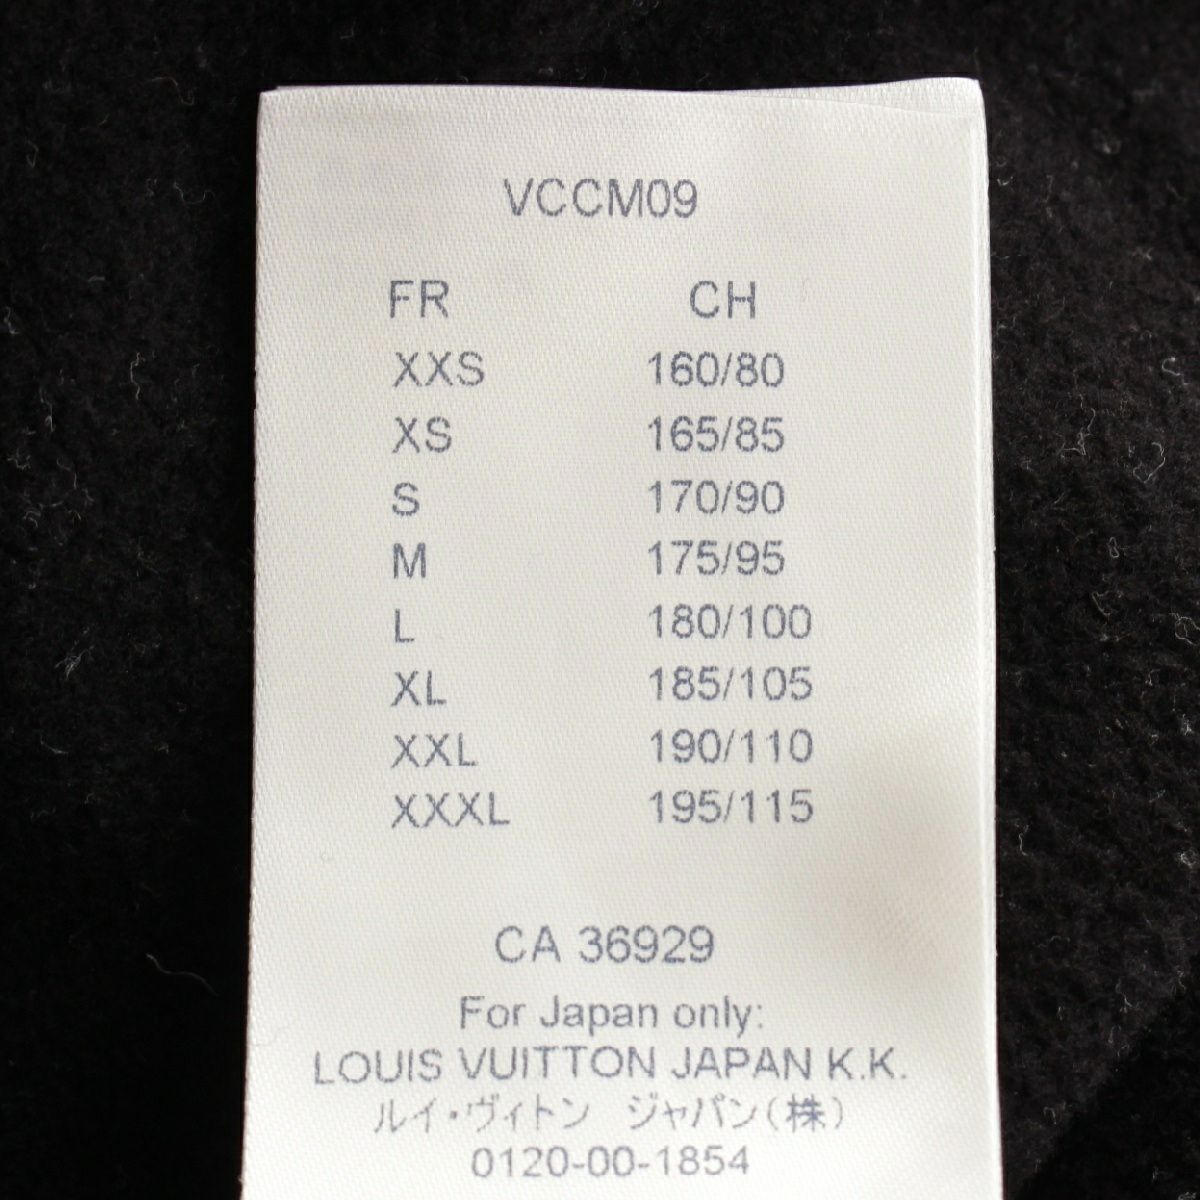 VCCM09
FR CH
XXS 160/80
XS 165/85
S 170/90
M 175/95
L 180/100
XL 185/105
XXL 190/110
XXXL 195/115
CA 36929
For Japan only:
LOUIS VUITTON JAPAN K.K.
ルイ・ヴィトン ジャパン(株)
0120-00-1854